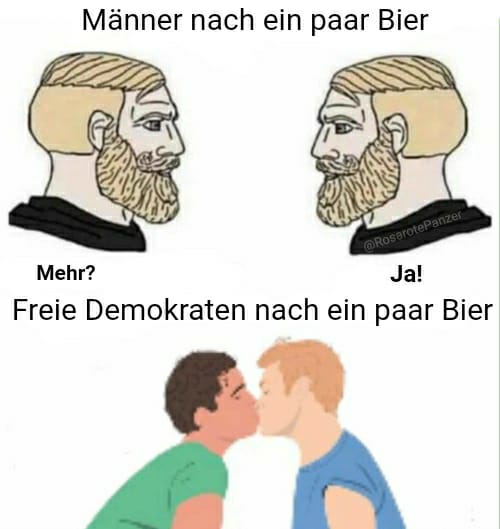 Männer nach ein paar Bier
@RosarotePanzer
Mehr?
Ja!
Freie Demokraten nach ein paar Bier